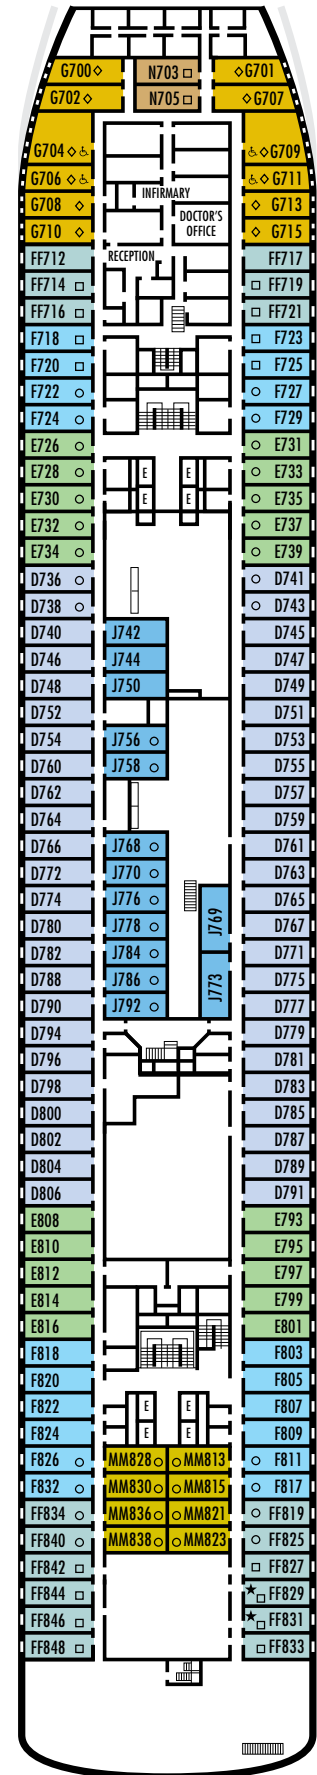 G700 N703 G701
G702 N705 G707
G704 G709
G706 G711
INFIRMARY
G708 G713
DOCTOR'S
OFFICE
G710 G715
RECEPTION
FF712 FF717
FF714 FF719
FF716 FF721
F718 F723
F720 F725
F722 F727
F724 F729
E726 E731
E728 E E E733
E730 E E E735
E732 E737
E734 E739
D736 D741
D738 D743
D740 J742 D745
D746 J744 D747
D748 J750 D749
D752 D751
D754 J756 D753
D760 J758 D755
D762 D757
D764 D759
D766 J768 D761
D772 J770 D763
D774 J776 J769 D765
D780 J778 D767
D782 J784 D771
D788 J786 J773 D775
D790 J792 D777
D794 D779
D796 D781
D798 D783
D800 D785
D802 D787
D804 D789
D806 D791
E808 E793
E810 E795
E812 E797
E814 E799
E816 E801
F818 F803
F820 F805
F822 E E F807
F824 E E F809
F826 MM828 MM813 F811
F832 MM830 MM815 F817
FF834 MM836 MM821 FF819
FF840 MM838 MM823 FF825
FF842 FF827
FF844 FF829
FF846 FF831
FF848 FF833